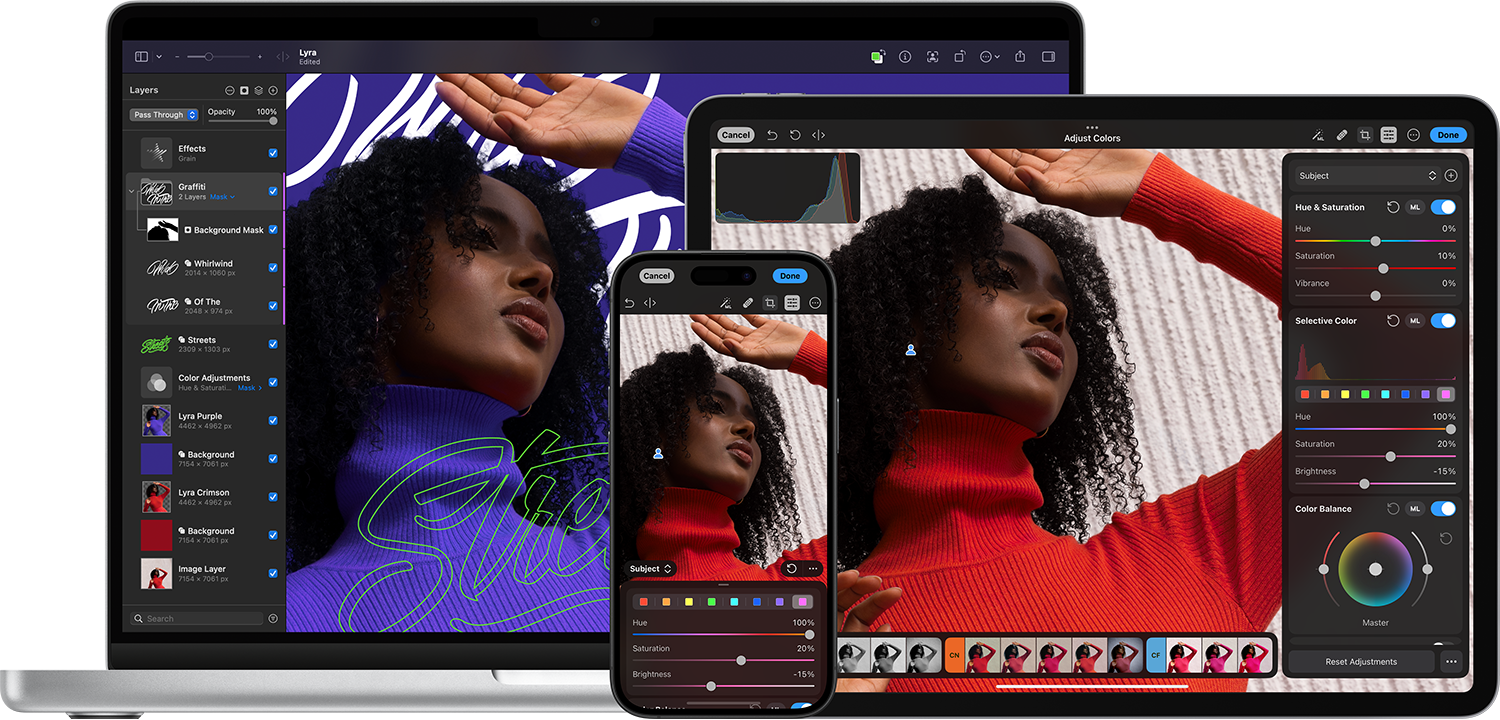 Lyra
Edited
Layers
Pass Through
Opacity
100%
Effects
Grain
Graffiti
2 Layers Mask
Background Mask
Whirlwind
2014 × 1060 px
Of The
2048 × 974 px
Streets
2309 × 1303 px
Color Adjustments
Hue & Saturati... Mask
Lyra Purple
4462 × 4962 px
Background
7154 × 7061 px
Lyra Crimson
4462 × 4962 px
Background
7154 × 7061 px
Image Layer
7154 × 7061 px
Search
Cancel
Done
Subject
Hue
100%
Saturation
20%
Brightness
-15%
Cancel
Adjust Colors
ML
Done
Subject
Hue & Saturation
ML
Hue
0%
Saturation
10%
Vibrance
0%
Selective Color
ML
Hue
100%
Saturation
20%
Brightness
-15%
Color Balance
ML
Master
Reset Adjustments
CN
CF